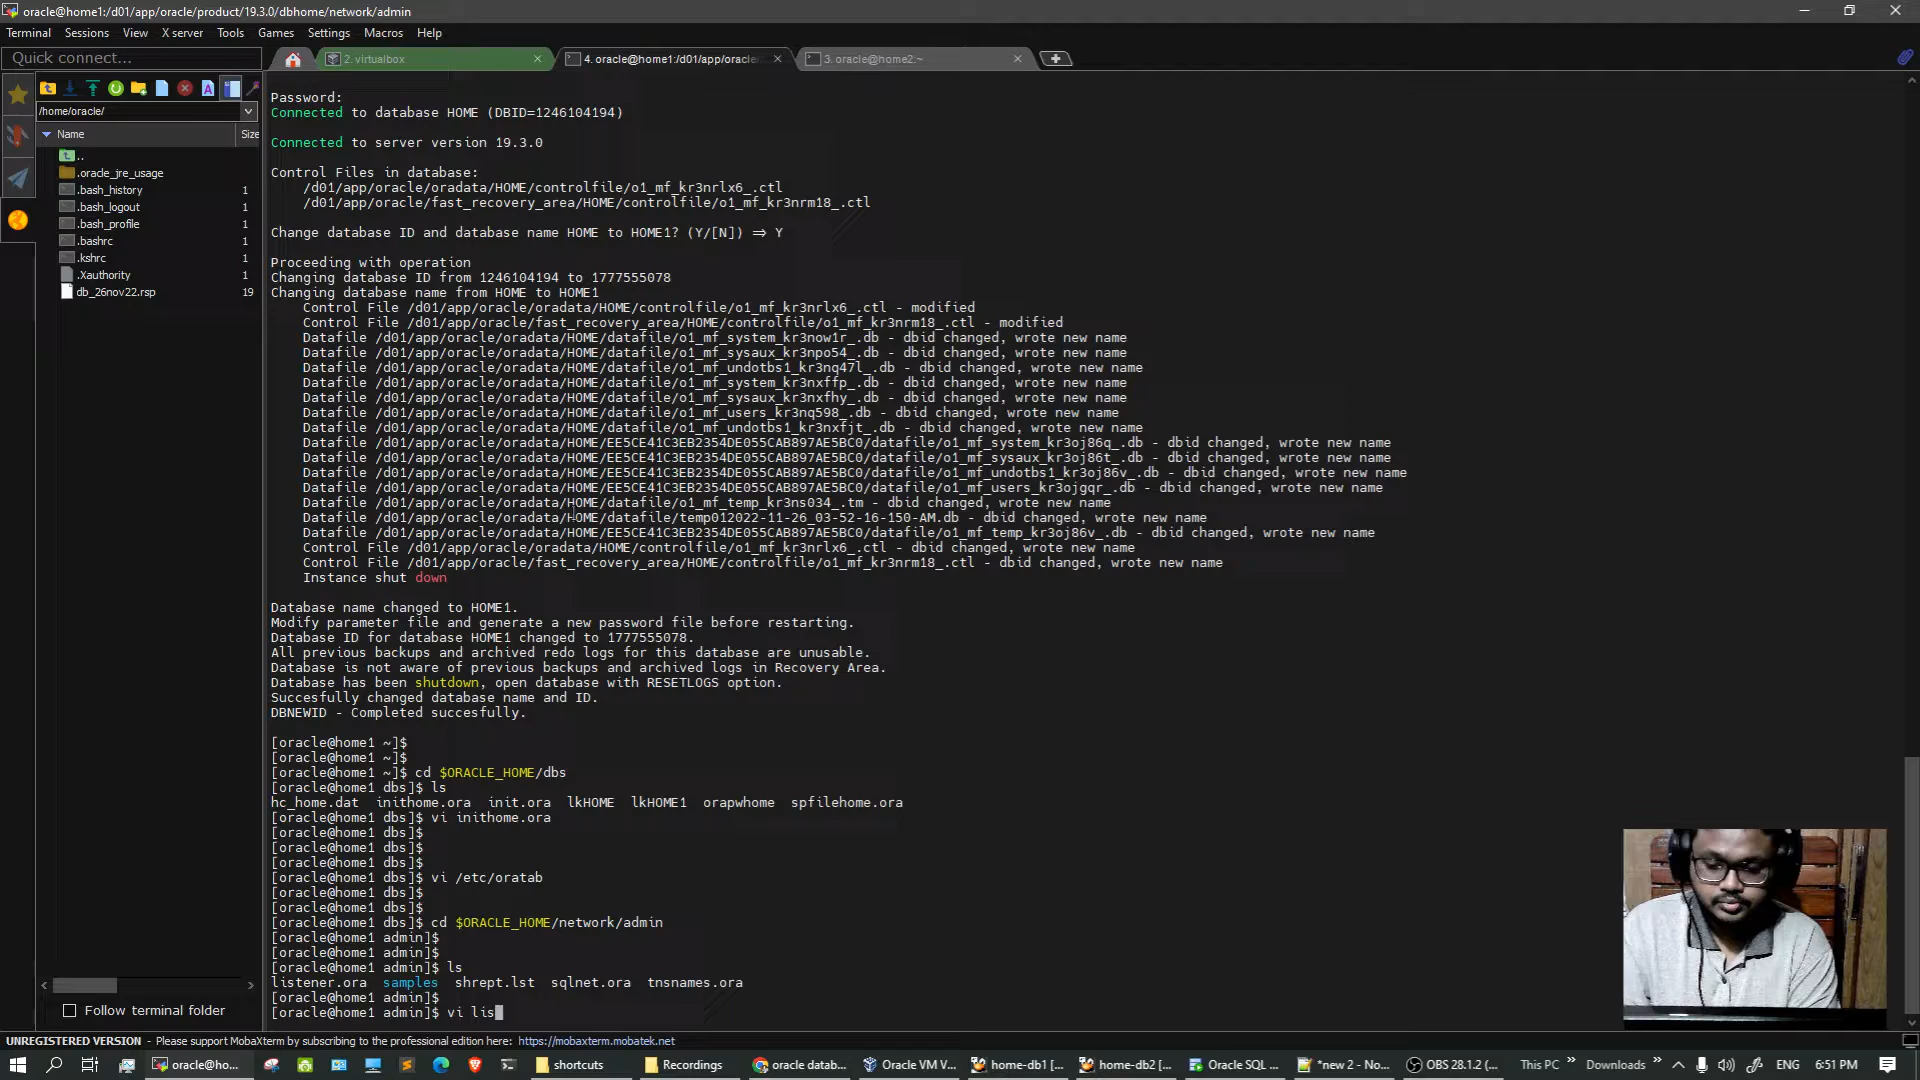 oracle@home1:/d01/app/oracle/product/19.3.0/dbhome/network/admin
Terminal Sessions View X server Tools Games Settings Macros Help
Quick connect...
2. virtualbox
4. oracle@home1:/d01/app/oracle/
3. oracle@home2:~
/home/oracle/
Name Size
..
.oracle_jre_usage
.bash_history 1
.bash_logout 1
.bash_profile 1
.bashrc 1
.kshrc 1
.Xauthority 1
db_26nov22.rsp 19
Follow terminal folder
Password:
Connected to database HOME (DBID=1246104194)
Connected to server version 19.3.0
Control Files in database:
/d01/app/oracle/oradata/HOME/controlfile/o1_mf_kr3nrlx6_.ctl
/d01/app/oracle/fast_recovery_area/HOME/controlfile/o1_mf_kr3nrm18_.ctl
Change database ID and database name HOME to HOME1? (Y/[N]) => Y
Proceeding with operation
Changing database ID from 1246104194 to 1777555078
Changing database name from HOME to HOME1
Control File /d01/app/oracle/oradata/HOME/controlfile/o1_mf_kr3nrlx6_.ctl - modified
Control File /d01/app/oracle/fast_recovery_area/HOME/controlfile/o1_mf_kr3nrm18_.ctl - modified
Datafile /d01/app/oracle/oradata/HOME/datafile/o1_mf_system_kr3now1r_.db - dbid changed, wrote new name
Datafile /d01/app/oracle/oradata/HOME/datafile/o1_mf_sysaux_kr3npo54_.db - dbid changed, wrote new name
Datafile /d01/app/oracle/oradata/HOME/datafile/o1_mf_undotbs1_kr3nq47l_.db - dbid changed, wrote new name
Datafile /d01/app/oracle/oradata/HOME/datafile/o1_mf_system_kr3nxffp_.db - dbid changed, wrote new name
Datafile /d01/app/oracle/oradata/HOME/datafile/o1_mf_sysaux_kr3nxfhy_.db - dbid changed, wrote new name
Datafile /d01/app/oracle/oradata/HOME/datafile/o1_mf_users_kr3nq598_.db - dbid changed, wrote new name
Datafile /d01/app/oracle/oradata/HOME/datafile/o1_mf_undotbs1_kr3nxfjt_.db - dbid changed, wrote new name
Datafile /d01/app/oracle/oradata/HOME/EE5CE41C3EB2354DE055CAB897AE5BC0/datafile/o1_mf_system_kr3oj86q_.db - dbid changed, wrote new name
Datafile /d01/app/oracle/oradata/HOME/EE5CE41C3EB2354DE055CAB897AE5BC0/datafile/o1_mf_sysaux_kr3oj86t_.db - dbid changed, wrote new name
Datafile /d01/app/oracle/oradata/HOME/EE5CE41C3EB2354DE055CAB897AE5BC0/datafile/o1_mf_undotbs1_kr3oj86v_.db - dbid changed, wrote new name
Datafile /d01/app/oracle/oradata/HOME/EE5CE41C3EB2354DE055CAB897AE5BC0/datafile/o1_mf_users_kr3ojgqr_.db - dbid changed, wrote new name
Datafile /d01/app/oracle/oradata/HOME/datafile/o1_mf_temp_kr3ns034_.tm - dbid changed, wrote new name
Datafile /d01/app/oracle/oradata/HOME/datafile/temp012022-11-26_03-52-16-150-AM.db - dbid changed, wrote new name
Datafile /d01/app/oracle/oradata/HOME/EE5CE41C3EB2354DE055CAB897AE5BC0/datafile/o1_mf_temp_kr3oj86v_.db - dbid changed, wrote new name
Control File /d01/app/oracle/oradata/HOME/controlfile/o1_mf_kr3nrlx6_.ctl - dbid changed, wrote new name
Control File /d01/app/oracle/fast_recovery_area/HOME/controlfile/o1_mf_kr3nrm18_.ctl - dbid changed, wrote new name
Instance shut down
Database name changed to HOME1.
Modify parameter file and generate a new password file before restarting.
Database ID for database HOME1 changed to 1777555078.
All previous backups and archived redo logs for this database are unusable.
Database is not aware of previous backups and archived logs in Recovery Area.
Database has been shutdown, open database with RESETLOGS option.
Succesfully changed database name and ID.
DBNEWID - Completed succesfully.
[oracle@home1 ~]$
[oracle@home1 ~]$
[oracle@home1 ~]$ cd $ORACLE_HOME/dbs
[oracle@home1 dbs]$ ls
hc_home.dat inithome.ora init.ora lkHOME lkHOME1 orapwhome spfilehome.ora
[oracle@home1 dbs]$ vi inithome.ora
[oracle@home1 dbs]$
[oracle@home1 dbs]$
[oracle@home1 dbs]$
[oracle@home1 dbs]$ vi /etc/oratab
[oracle@home1 dbs]$
[oracle@home1 dbs]$
[oracle@home1 dbs]$ cd $ORACLE_HOME/network/admin
[oracle@home1 admin]$
[oracle@home1 admin]$
[oracle@home1 admin]$ ls
listener.ora samples shrept.lst sqlnet.ora tnsnames.ora
[oracle@home1 admin]$
[oracle@home1 admin]$ vi lis
UNREGISTERED VERSION - Please support MobaXterm by subscribing to the professional edition here: https://mobaxterm.mobatek.net
oracle@ho... shortcuts Recordings oracle datab... Oracle VM V... home-db1 [... home-db2 [... Oracle SQL ... *new 2 - No... OBS 28.1.2 (... This PC Downloads ENG 6:51 PM